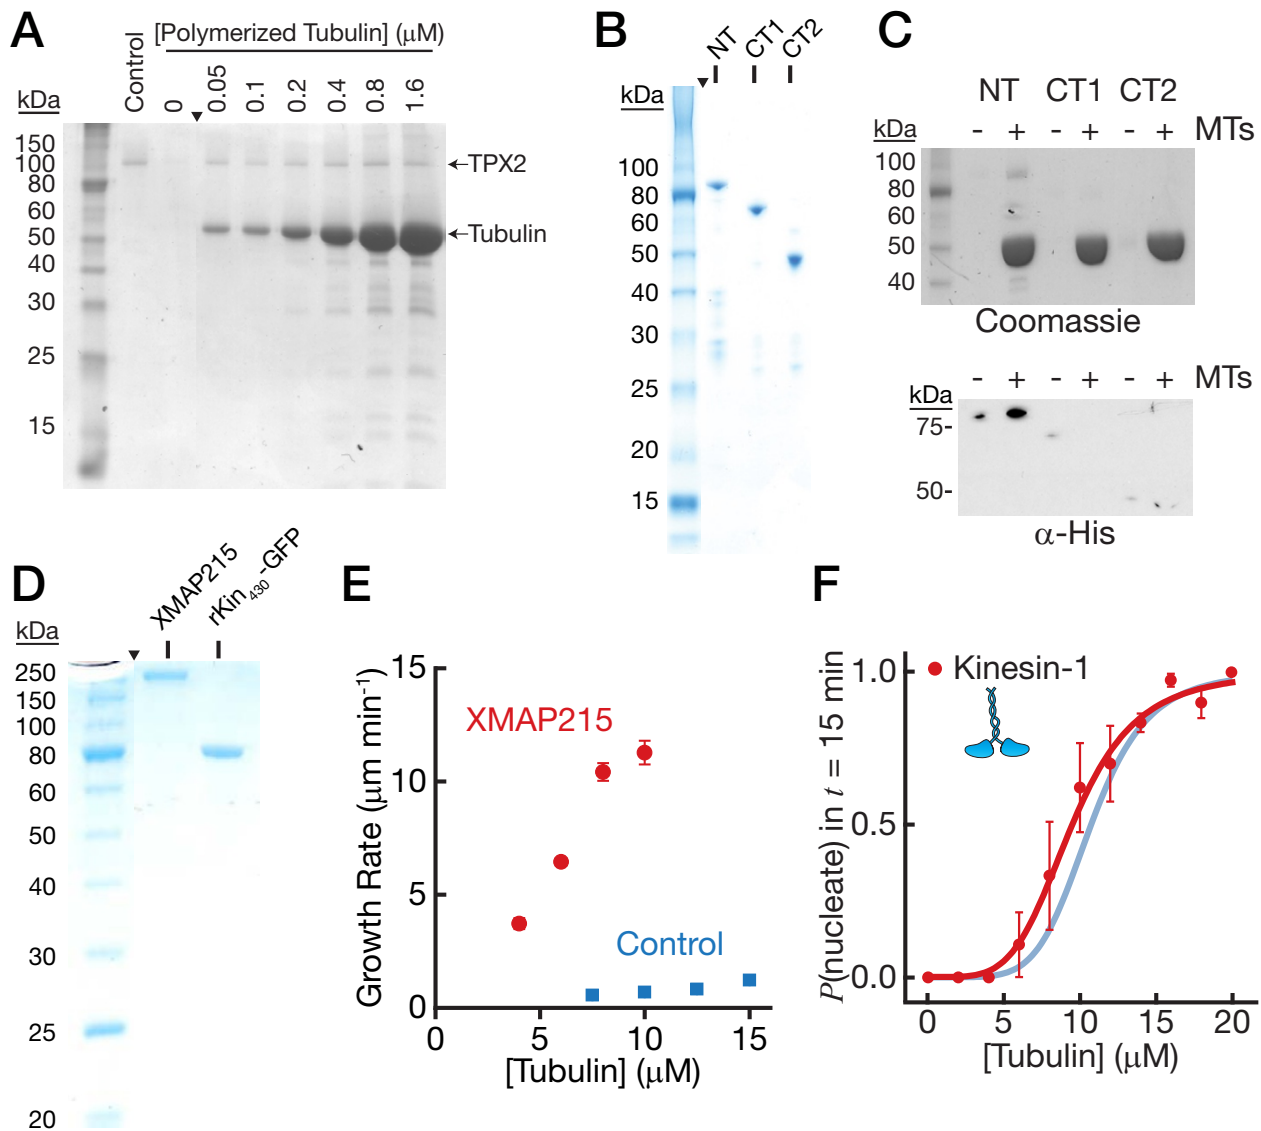 A
[Polymerized Tubulin] (μM)
Control
0
0.05
0.1
0.2
0.4
0.8
1.6
kDa
150
100
80
60
50
40
30
25
15
←TPX2
←Tubulin
B
NT
CT1
CT2
kDa
100
80
60
50
40
30
25
20
15
C
NT CT1 CT2
kDa
- + - + - + MTs
100
80
60
50
40
Coomassie
- + - + - + MTs
kDa
75-
50-
α-His
D
XMAP215
rKin430-GFP
kDa
250
150
100
80
60
50
40
30
25
20
E
Growth Rate (μm min-1)
15
10
5
0
XMAP215
Control
0 5 10 15
[Tubulin] (μM)
F
P(nucleate) in t = 15 min
1.0
0.5
0.0
Kinesin-1
0 5 10 15 20
[Tubulin] (μM)